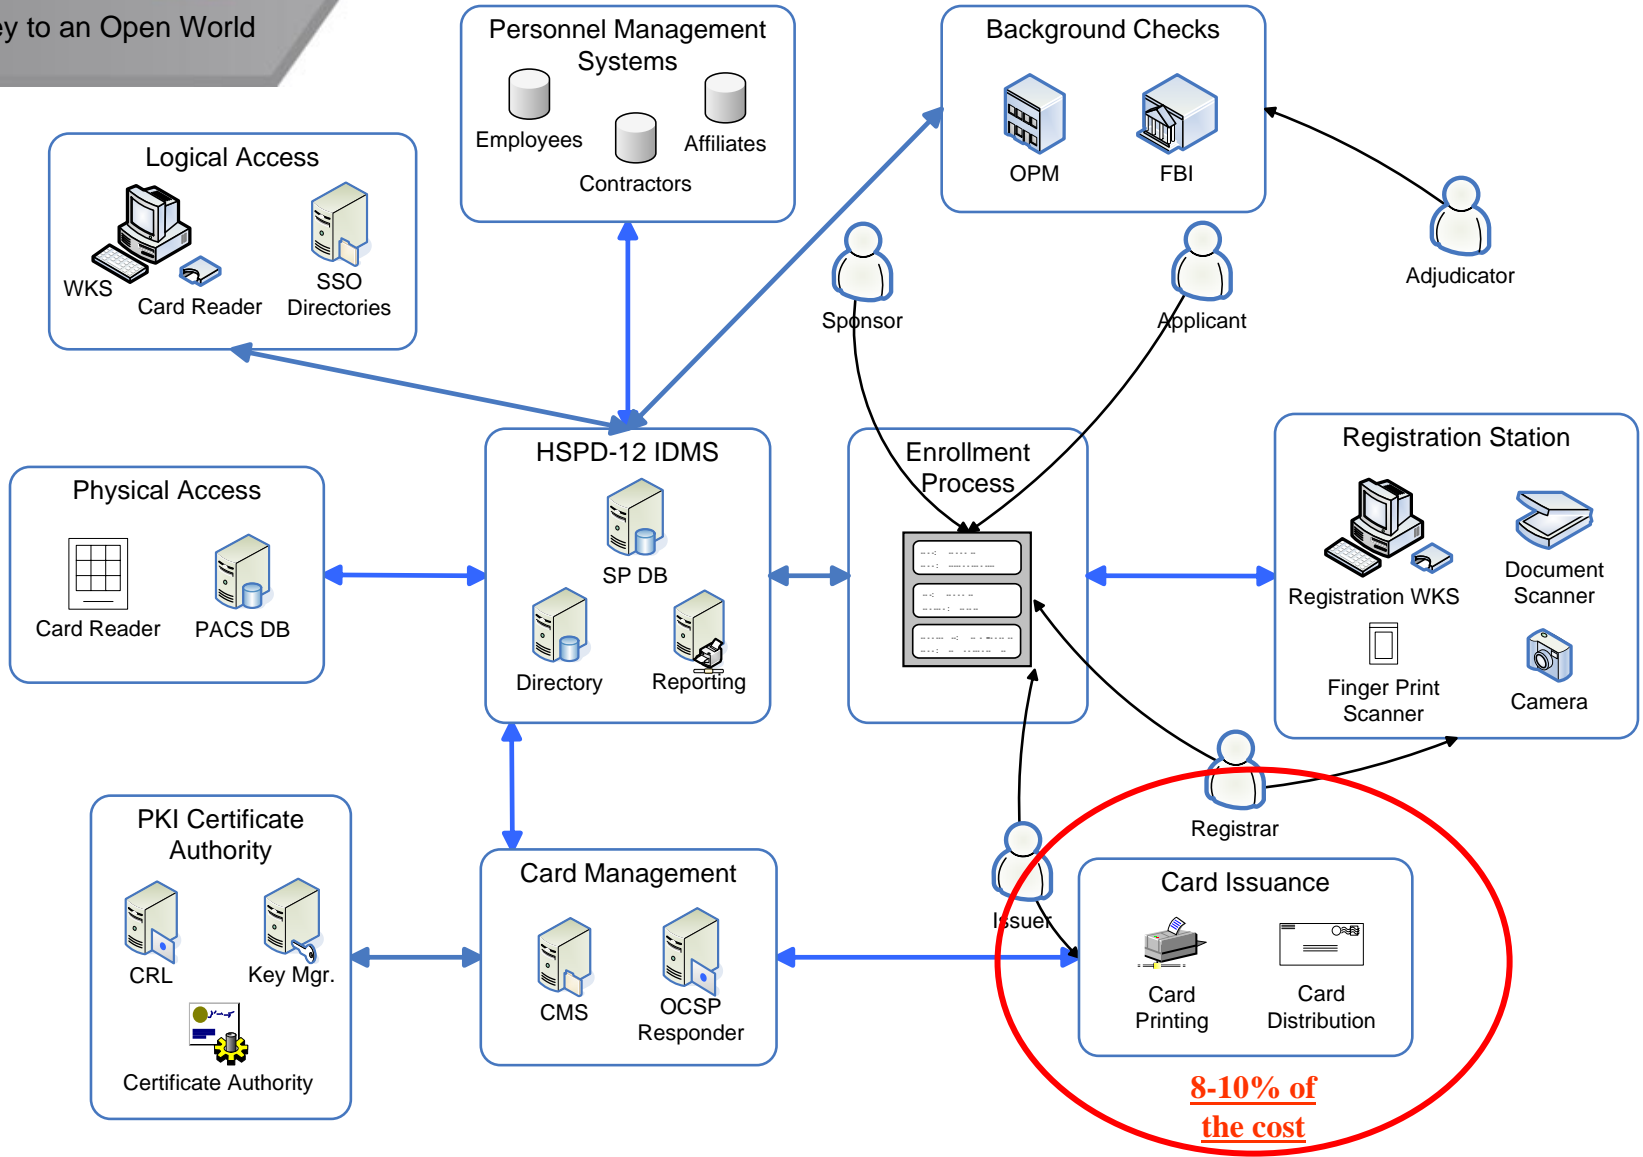 ey to an Open World
Personnel Management
Systems
Employees
Contractors
Affiliates
Background Checks
OPM
FBI
Logical Access
WKS
Card Reader
SSO
Directories
Sponsor
Applicant
Adjudicator
Physical Access
Card Reader
PACS DB
HSPD-12 IDMS
SP DB
Directory
Reporting
Enrollment
Process
Registration Station
Registration WKS
Document
Scanner
Finger Print
Scanner
Camera
Registrar
Issuer
PKI Certificate
Authority
CRL
Key Mgr.
Certificate Authority
Card Management
CMS
OCSP
Responder
Card Issuance
Card
Printing
Card
Distribution
8-10% of
the cost